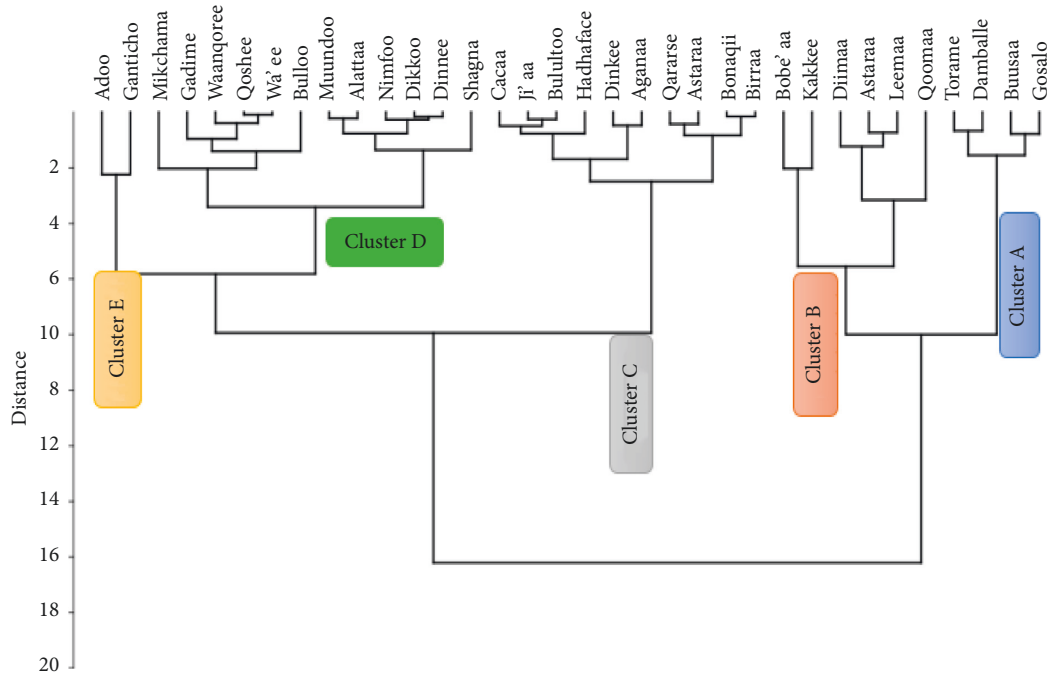 Adoo
Ganticho
Mikchama
Gadime
Waanqoree
Qoshee
Wa' ee
Bulloo
Muundoo
Alattaa
Nimfoo
Dikkoo
Dinnee
Shagna
Cacaa
Ji' aa
Bulultoo
Hadhaface
Dinkee
Aganaa
Qararse
Astaraa
Bonaqii
Birraa
Bobe' aa
Kakkee
Diimaa
Astaraa
Leemaa
Qoomaa
Torame
Damballe
Buusaa
Gosalo
2
4
6
10
8
12
14
16
18
20
Distance
Cluster E
Cluster D
Cluster C
Cluster B
Cluster A